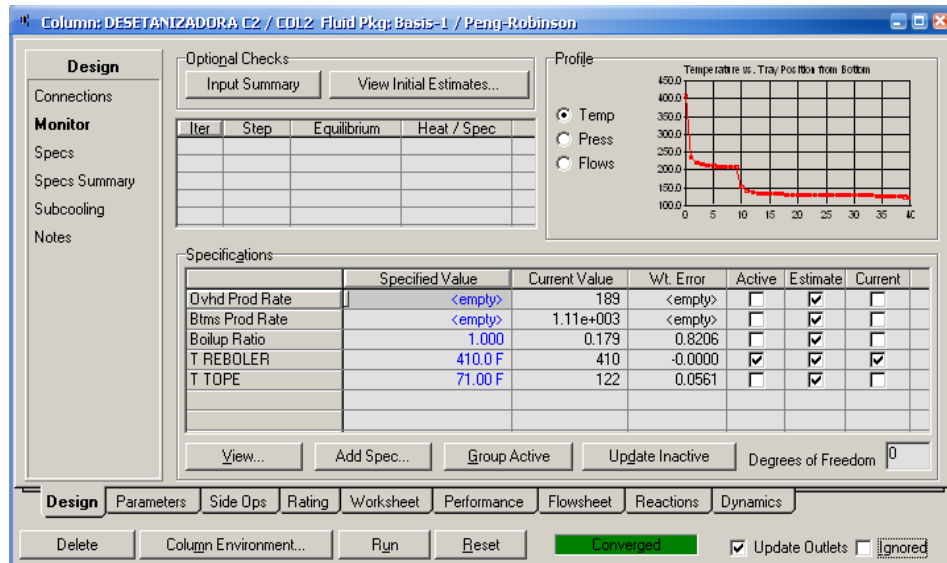 Column: DESETANIZADORA C2 / COL2 Fluid Pkg: Basis-1 / Peng-Robinson
Design
Connections
Monitor
Specs
Specs Summary
Subcooling
Notes
Optional Checks
Input Summary View Initial Estimates...
Iter Step Equilibrium Heat / Spec
Profile
Temp
Press
Flows
Temperature vs. Tray Position from Bottom
450.0
400.0
350.0
300.0
250.0
200.0
150.0
100.0
0 5 10 15 20 25 30 35 40
Specifications
Specified Value Current Value Wt. Error Active Estimate Current
Ovhd Prod Rate <empty> 189 <empty>
Btms Prod Rate <empty> 1.11e+003 <empty>
Boilup Ratio 1.000 0.179 0.8206
T REBOLER 410.0 F 410 -0.0000
T TOPE 71.00 F 122 0.0561
View... Add Spec... Group Active Update Inactive Degrees of Freedom 0
Design Parameters Side Ops Rating Worksheet Performance Flowsheet Reactions Dynamics
Delete Column Environment... Run Reset Converged Update Outlets Ignored